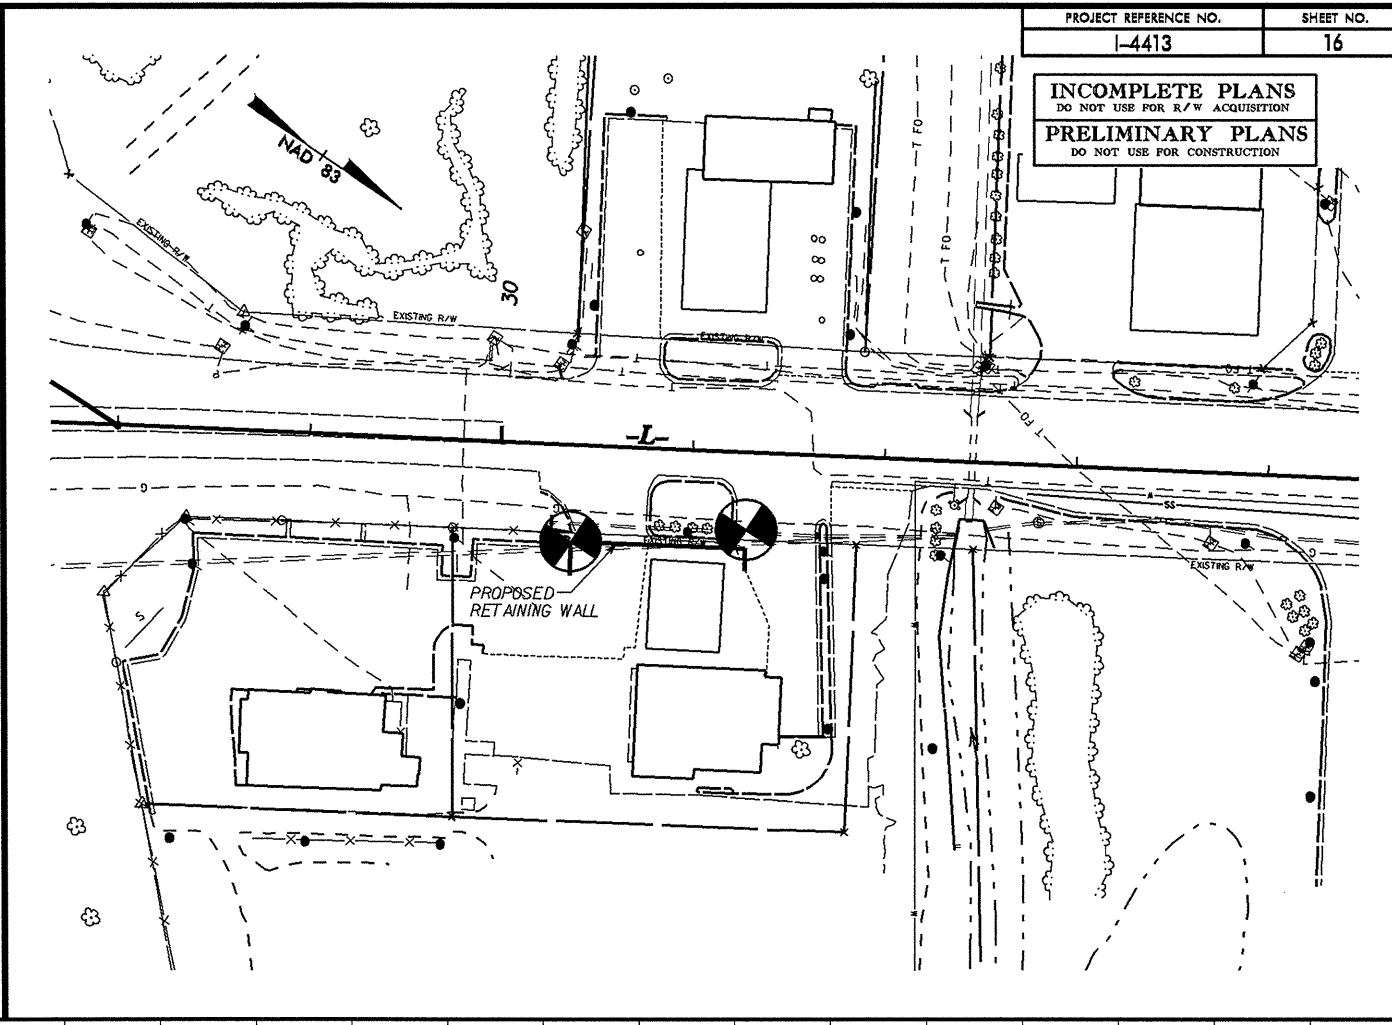 PROJECT REFERENCE NO.
SHEET NO.
I-4413
16
INCOMPLETE PLANS
DO NOT USE FOR R/W ACQUISITION
PRELIMINARY PLANS
DO NOT USE FOR CONSTRUCTION
NAD 83
T FO
EXISTING R/W
T FO
30
EXISTING R/W
EXISTING R/W
T
T
T
T FO
P
T FO
-L-
G
W
SS
G
EXISTING R/W
G
EXISTING R/W
PROPOSED
RETAINING WALL
S
W
W